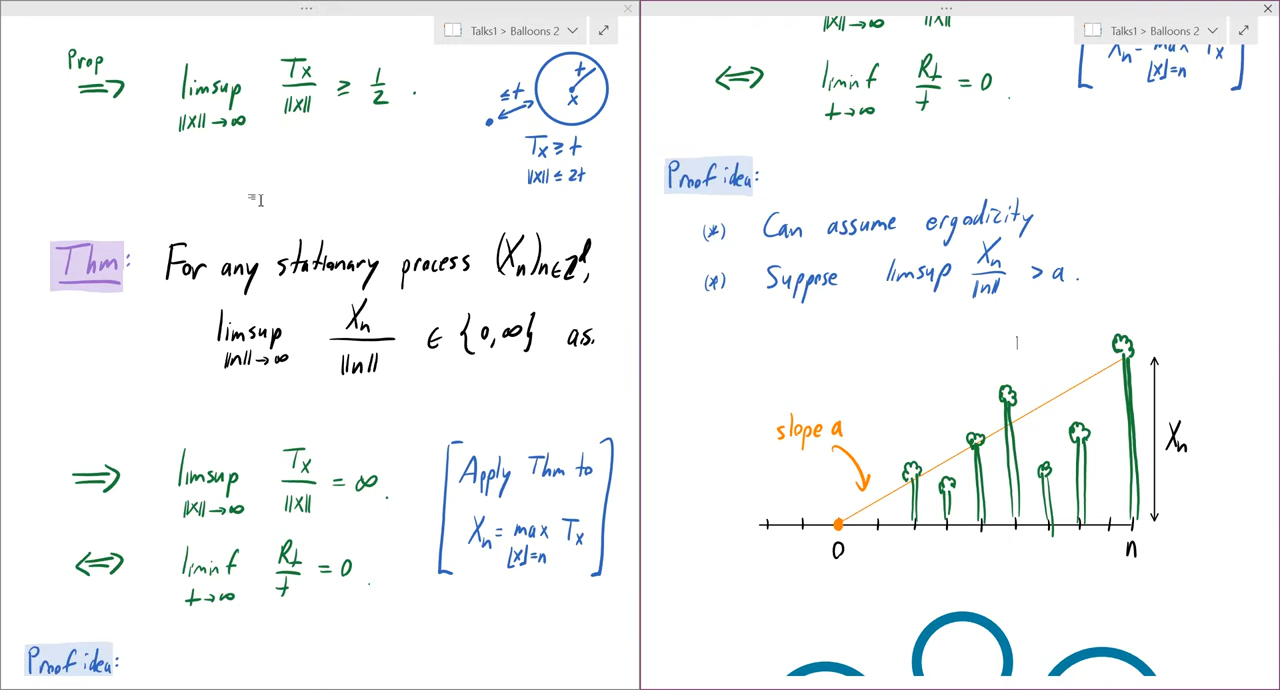 Talks1 > Balloons 2
Prop
⇒ limsup Tx/||x|| ≥ 1/2 .
||x|| → ∞
t
≤t
x
Tx ≥ t
||x|| ≤ 2t
Thm: For any stationary process (Xn)n∈Zd,
limsup Xn/||n|| ∈ {0,∞} as.
||n|| → ∞
⇒ limsup Tx/||x|| = ∞ .
||x|| → ∞
⇔ liminf Rt/t = 0 .
t → ∞
[Apply Thm to
Xn = max Tx]
⌊x⌋=n
Proof idea:
Talks1 > Balloons 2
||x|| → ∞ ||x||
⇔ liminf Rt/t = 0 .
t → ∞
Xn = max Tx
⌊x⌋=n
Proof idea:
(*) Can assume ergodicity
(*) Suppose limsup Xn/||n|| > a .
slope a
Xn
0
n